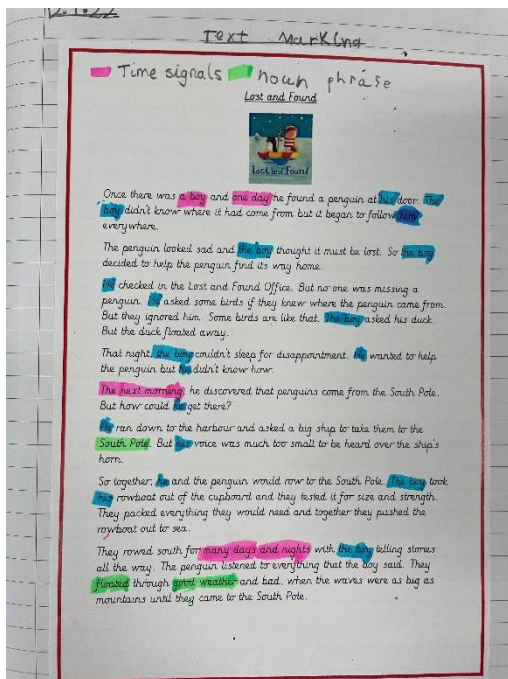 Text Marking
Time signals noun phrase
Lost and Found
Lost and Found
Once there was a boy and one day he found a penguin at his door. The
boy didn't know where it had come from but it began to follow him
everywhere.
The penguin looked sad and the boy thought it must be lost. So the boy
decided to help the penguin find its way home.
He checked in the Lost and Found Office. But no one was missing a
penguin. He asked some birds if they knew where the penguin came from.
But they ignored him. Some birds are like that. The boy asked his duck.
But the duck floated away.
That night, the boy couldn't sleep for disappointment. He wanted to help
the penguin but he didn't know how.
The next morning, he discovered that penguins come from the South Pole.
But how could he get there?
He ran down to the harbour and asked a big ship to take them to the
South Pole. But his voice was much too small to be heard over the ship's
horn.
So together, he and the penguin would row to the South Pole. The boy took
his rowboat out of the cupboard and they tested it for size and strength.
They packed everything they would need and together they pushed the
rowboat out to sea.
They rowed south for many days and nights with the boy telling stories
all the way. The penguin listened to everything that the boy said. They
floated through good weather and bad, when the waves were as big as
mountains until they came to the South Pole.